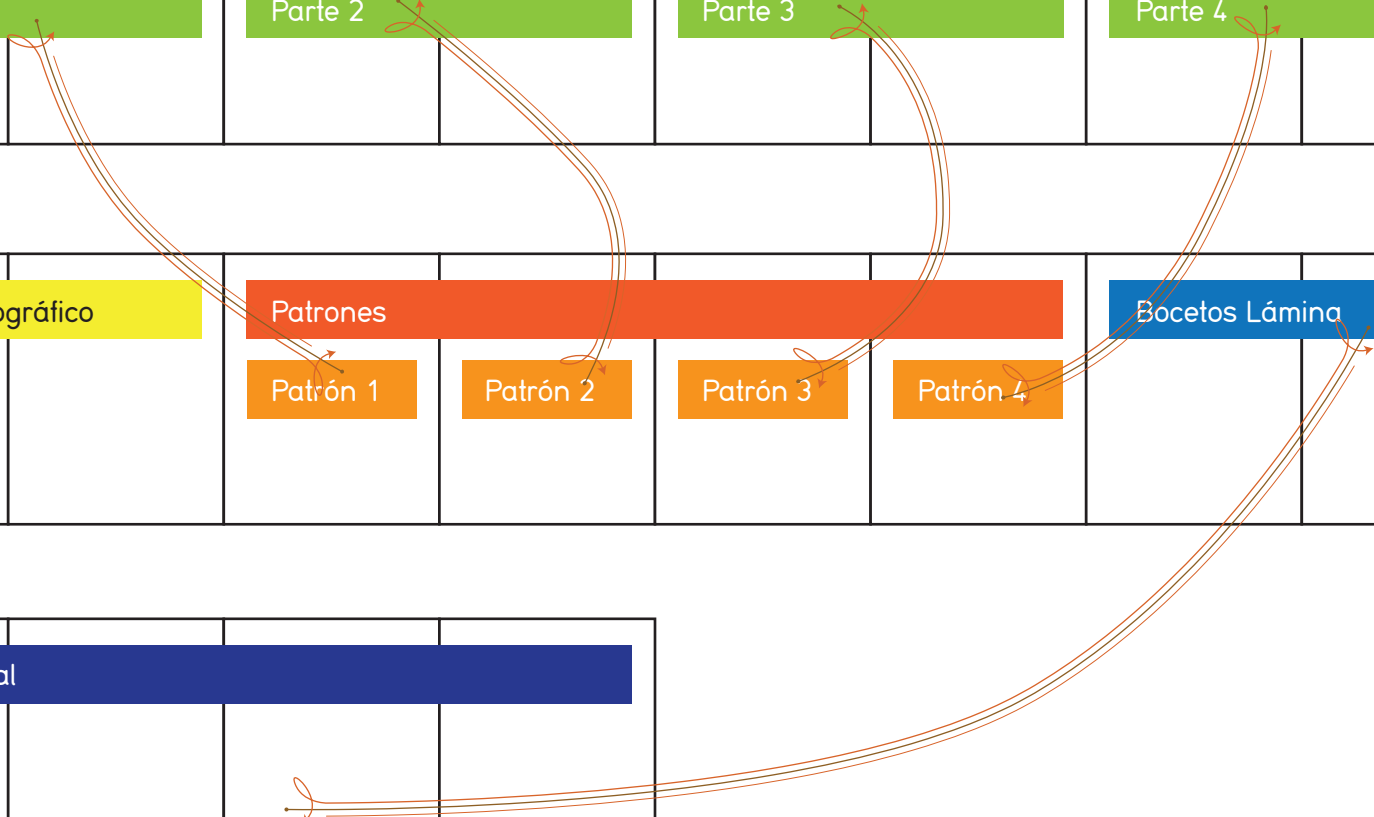 Parte 2
Parte 3
Parte 4
ográfico
Patrones
Bocetos Lámina
Patrón 1
Patrón 2
Patrón 3
Patrón 4
al